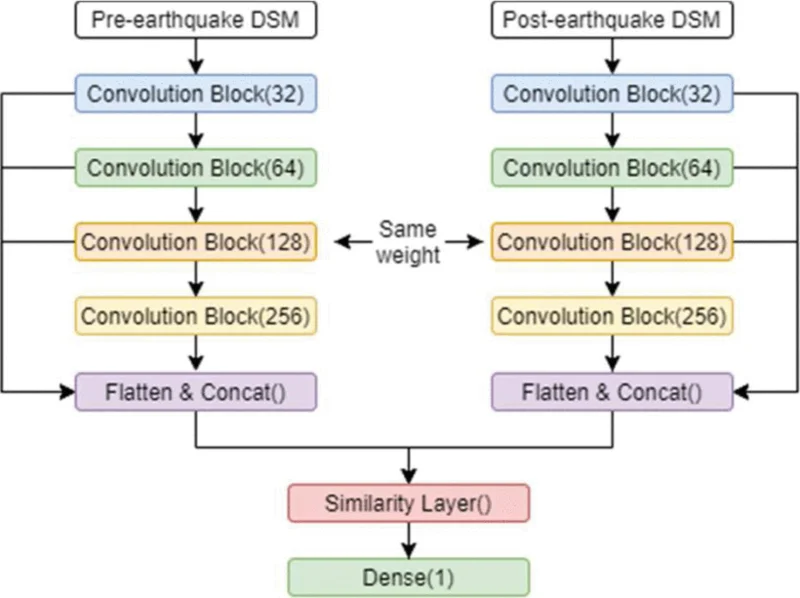 Pre-earthquake DSM
Post-earthquake DSM
Convolution Block(32)
Convolution Block(32)
Convolution Block(64)
Convolution Block(64)
Convolution Block(128)
Same
weight
Convolution Block(128)
Convolution Block(256)
Convolution Block(256)
Flatten & Concat()
Flatten & Concat()
Similarity Layer()
Dense(1)